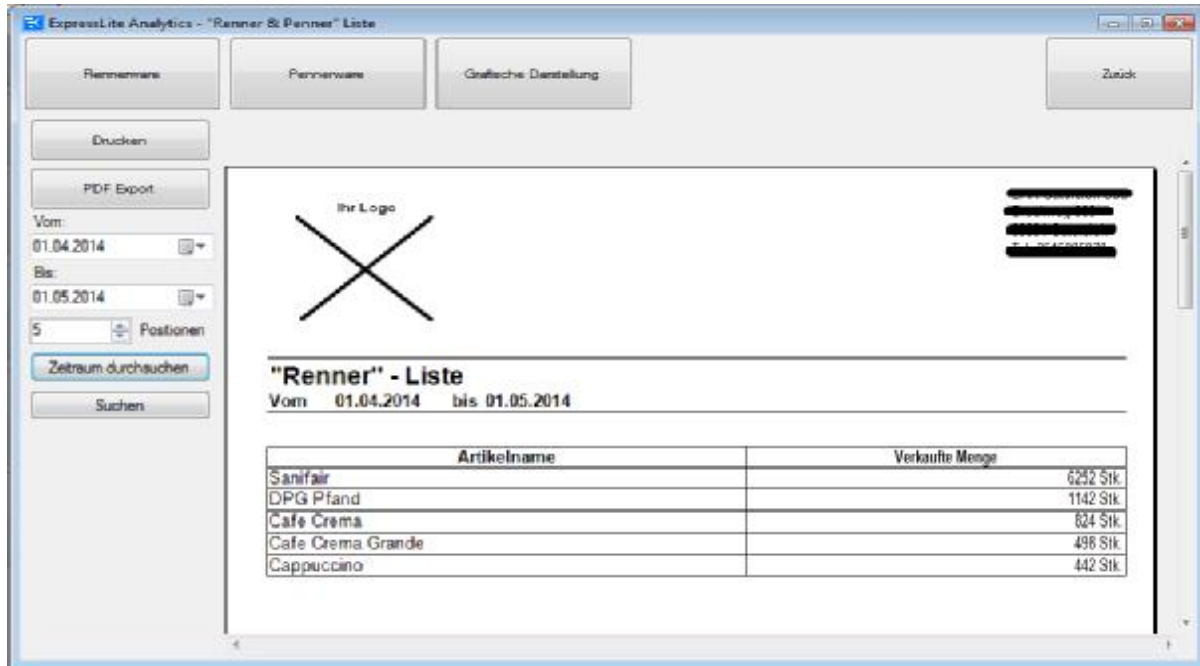 ExpressLite Analytics - "Renner & Penner" Liste
Rennerware
Pennerware
Grafische Darstellung
Zurück
Drucken
PDF Export
Vom:
01.04.2014
Bis:
01.05.2014
5 Postionen
Zeitraum durchsuchen
Suchen
Ihr Logo
"Renner" - Liste
Vom 01.04.2014 bis 01.05.2014
Artikelname Verkaufte Menge
Sanifair 6252 Stk.
DPG Pfand 1142 Stk.
Cafe Crema 824 Stk.
Cafe Crema Grande 498 Stk.
Cappuccino 442 Stk.